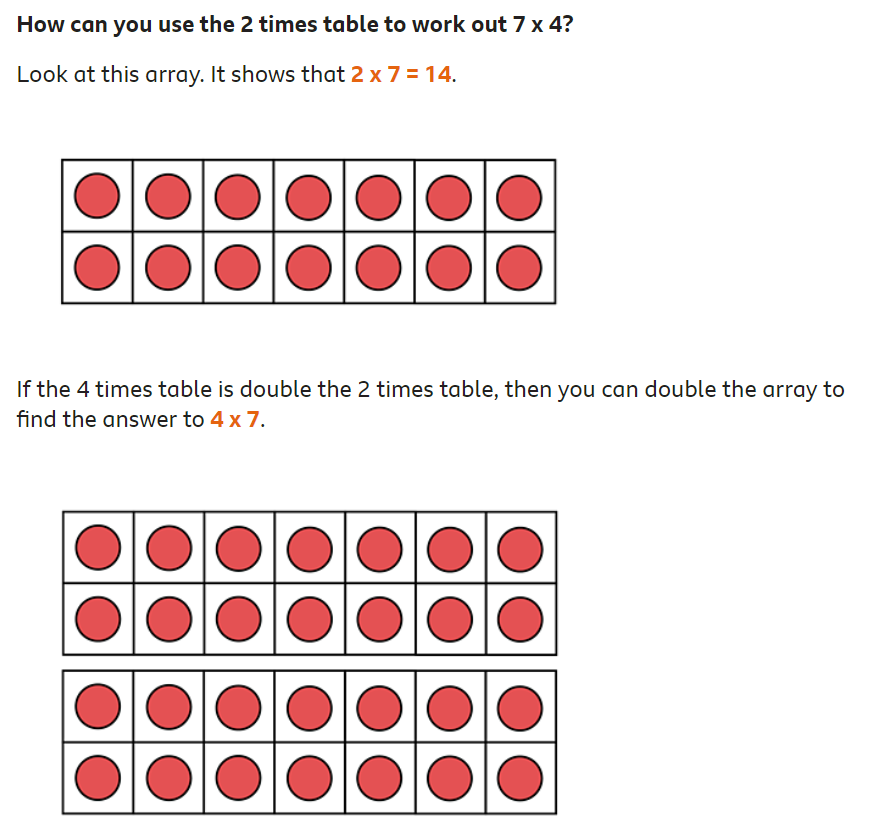 How can you use the 2 times table to work out 7 x 4?
Look at this array. It shows that 2 x 7 = 14.
If the 4 times table is double the 2 times table, then you can double the array to
find the answer to 4 x 7.